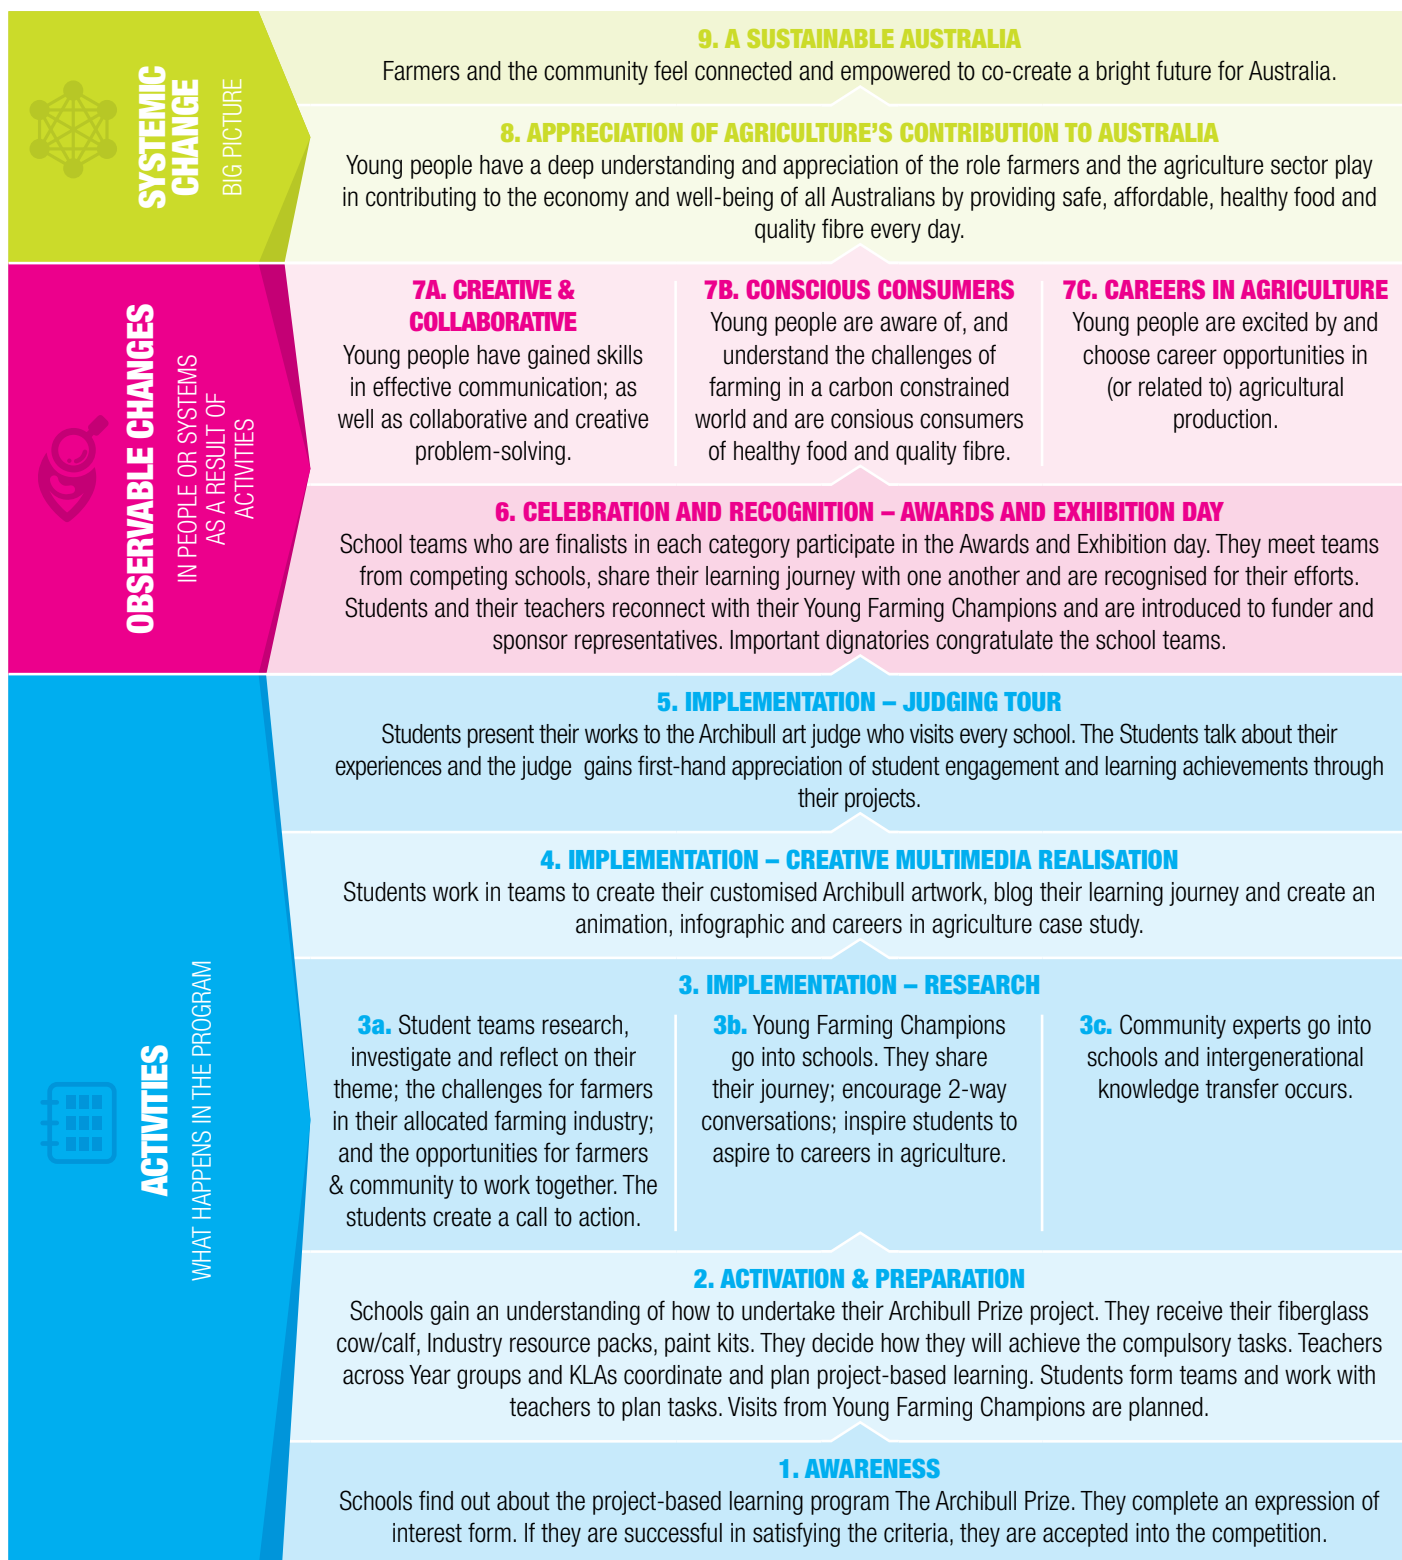 SYSTEMIC
CHANGE
BIG PICTURE
9. A SUSTAINABLE AUSTRALIA
Farmers and the community feel connected and empowered to co-create a bright future for Australia.
8. APPRECIATION OF AGRICULTURE'S CONTRIBUTION TO AUSTRALIA
Young people have a deep understanding and appreciation of the role farmers and the agriculture sector play
in contributing to the economy and well-being of all Australians by providing safe, affordable, healthy food and
quality fibre every day.
OBSERVABLE CHANGES
IN PEOPLE OR SYSTEMS
AS A RESULT OF
ACTIVITIES
7A. CREATIVE &
COLLABORATIVE
Young people have gained skills
in effective communication; as
well as collaborative and creative
problem-solving.
7B. CONSCIOUS CONSUMERS
Young people are aware of, and
understand the challenges of
farming in a carbon constrained
world and are consious consumers
of healthy food and quality fibre.
7C. CAREERS IN AGRICULTURE
Young people are excited by and
choose career opportunities in
(or related to) agricultural
production.
6. CELEBRATION AND RECOGNITION – AWARDS AND EXHIBITION DAY
School teams who are finalists in each category participate in the Awards and Exhibition day. They meet teams
from competing schools, share their learning journey with one another and are recognised for their efforts.
Students and their teachers reconnect with their Young Farming Champions and are introduced to funder and
sponsor representatives. Important dignatories congratulate the school teams.
ACTIVITIES
WHAT HAPPENS IN THE PROGRAM
5. IMPLEMENTATION – JUDGING TOUR
Students present their works to the Archibull art judge who visits every school. The Students talk about their
experiences and the judge gains first-hand appreciation of student engagement and learning achievements through
their projects.
4. IMPLEMENTATION – CREATIVE MULTIMEDIA REALISATION
Students work in teams to create their customised Archibull artwork, blog their learning journey and create an
animation, infographic and careers in agriculture case study.
3. IMPLEMENTATION – RESEARCH
3a. Student teams research,
investigate and reflect on their
theme; the challenges for farmers
in their allocated farming industry;
and the opportunities for farmers
& community to work together. The
students create a call to action.
3b. Young Farming Champions
go into schools. They share
their journey; encourage 2-way
conversations; inspire students to
aspire to careers in agriculture.
3c. Community experts go into
schools and intergenerational
knowledge transfer occurs.
2. ACTIVATION & PREPARATION
Schools gain an understanding of how to undertake their Archibull Prize project. They receive their fiberglass
cow/calf, Industry resource packs, paint kits. They decide how they will achieve the compulsory tasks. Teachers
across Year groups and KLAs coordinate and plan project-based learning. Students form teams and work with
teachers to plan tasks. Visits from Young Farming Champions are planned.
1. AWARENESS
Schools find out about the project-based learning program The Archibull Prize. They complete an expression of
interest form. If they are successful in satisfying the criteria, they are accepted into the competition.